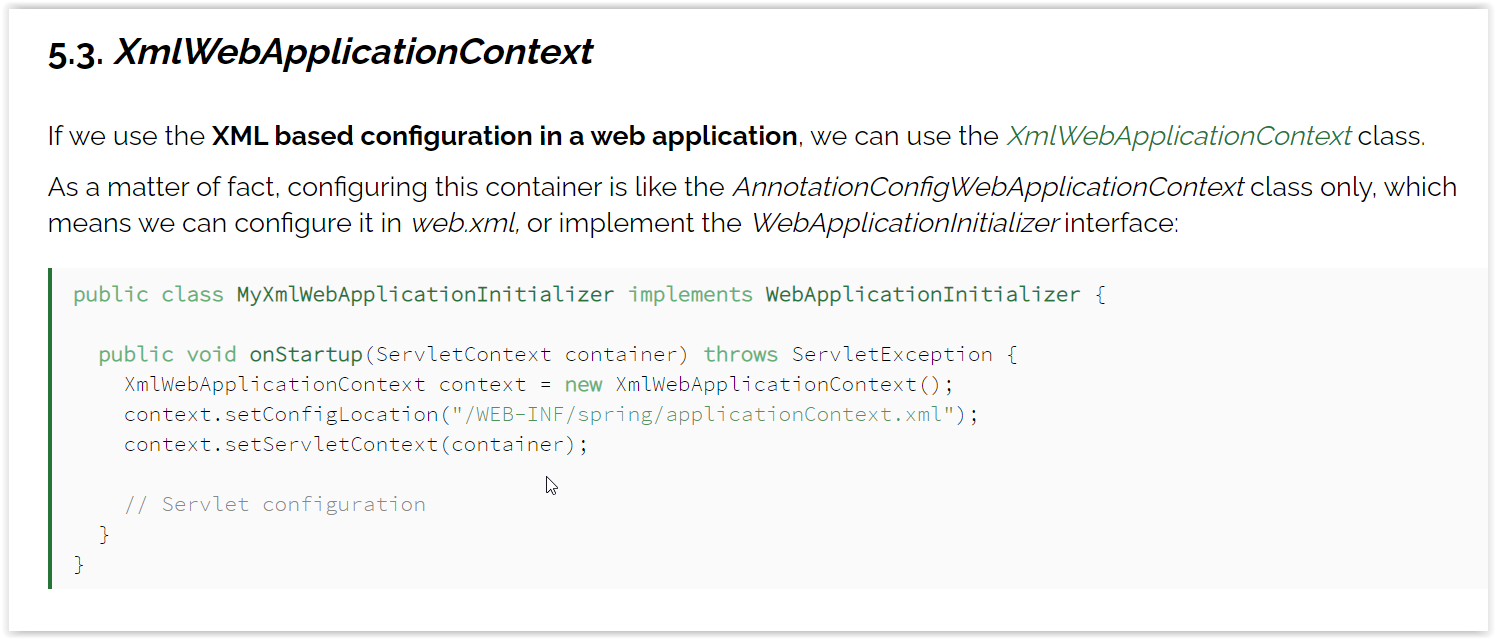 5.3. XmlWebApplicationContext
If we use the XML based configuration in a web application, we can use the XmlWebApplicationContext class.
As a matter of fact, configuring this container is like the AnnotationConfigWebApplicationContext class only, which
means we can configure it in web.xml, or implement the WebApplicationInitializer interface:
public class MyXmlWebApplicationInitializer implements WebApplicationInitializer {
  public void onStartup(ServletContext container) throws ServletException {
    XmlWebApplicationContext context = new XmlWebApplicationContext();
    context.setConfigLocation("/WEB-INF/spring/applicationContext.xml");
    context.setServletContext(container);
    // Servlet configuration
  }
}